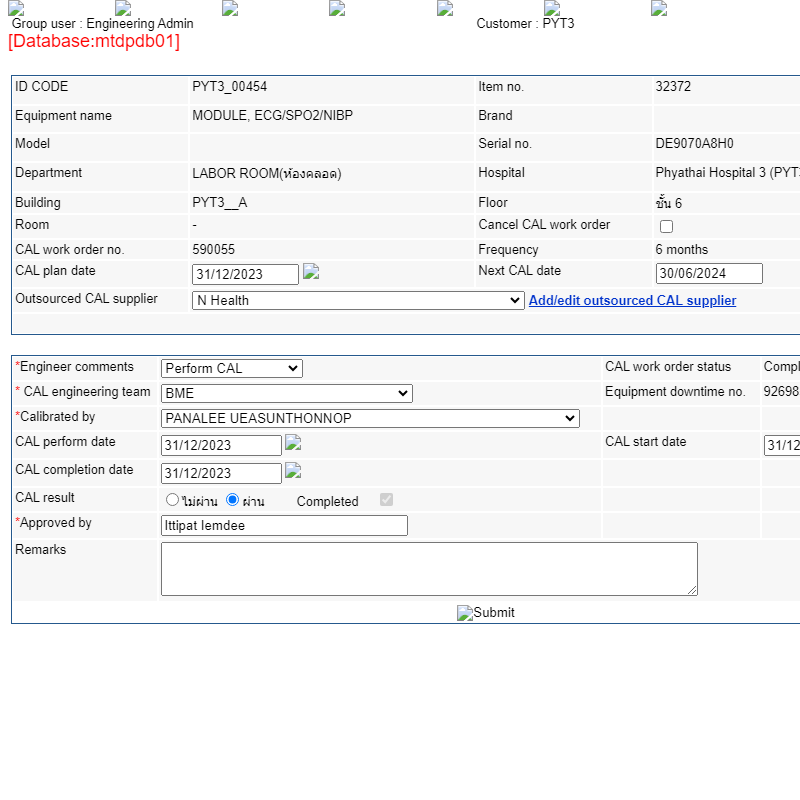 Group user : Engineering Admin Customer : PYT3
[Database:mtdpdb01]
ID CODE PYT3_00454 Item no. 32372
Equipment name MODULE, ECG/SPO2/NIBP Brand
Model Serial no. DE9070A8H0
Department LABOR ROOM(ห้องคลอด) Hospital Phyathai Hospital 3 (PYT3
Building PYT3__A Floor ชั้น 6
Room - Cancel CAL work order
CAL work order no. 590055 Frequency 6 months
CAL plan date 31/12/2023 Next CAL date 30/06/2024
Outsourced CAL supplier N Health Add/edit outsourced CAL supplier
*Engineer comments Perform CAL CAL work order status Compl
* CAL engineering team BME Equipment downtime no. 92698
*Calibrated by PANALEE UEASUNTHONNOP
CAL perform date 31/12/2023 CAL start date 31/12
CAL completion date 31/12/2023
CAL result ไม่ผ่าน ผ่าน Completed
*Approved by Ittipat Iemdee
Remarks
Submit